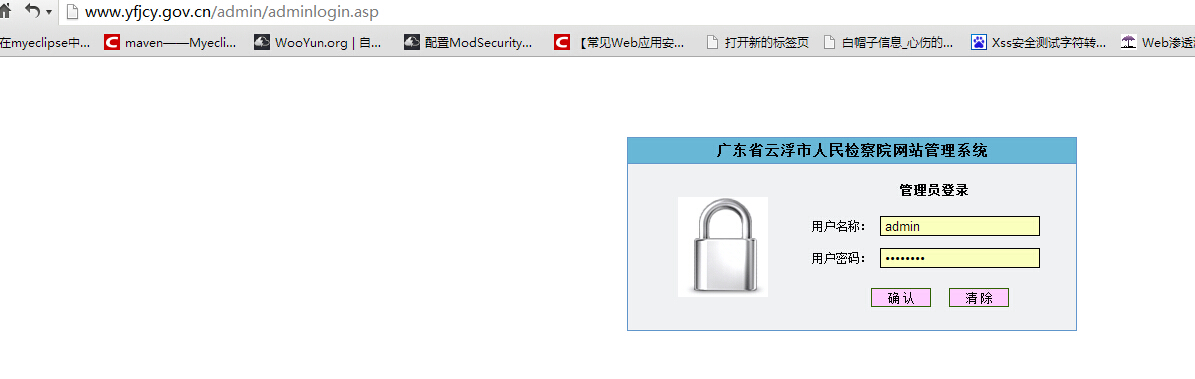 www.yfjcy.gov.cn/admin/adminlogin.asp
在myeclipse中... maven——Myecli... WooYun.org | 自... 配置ModSecurity... 【常见Web应用安... 打开新的标签页 白帽子信息_心伤的... Xss安全测试字符转... Web渗透
广东省云浮市人民检察院网站管理系统
管理员登录
用户名称： admin
用户密码： ••••••••
确 认 清 除